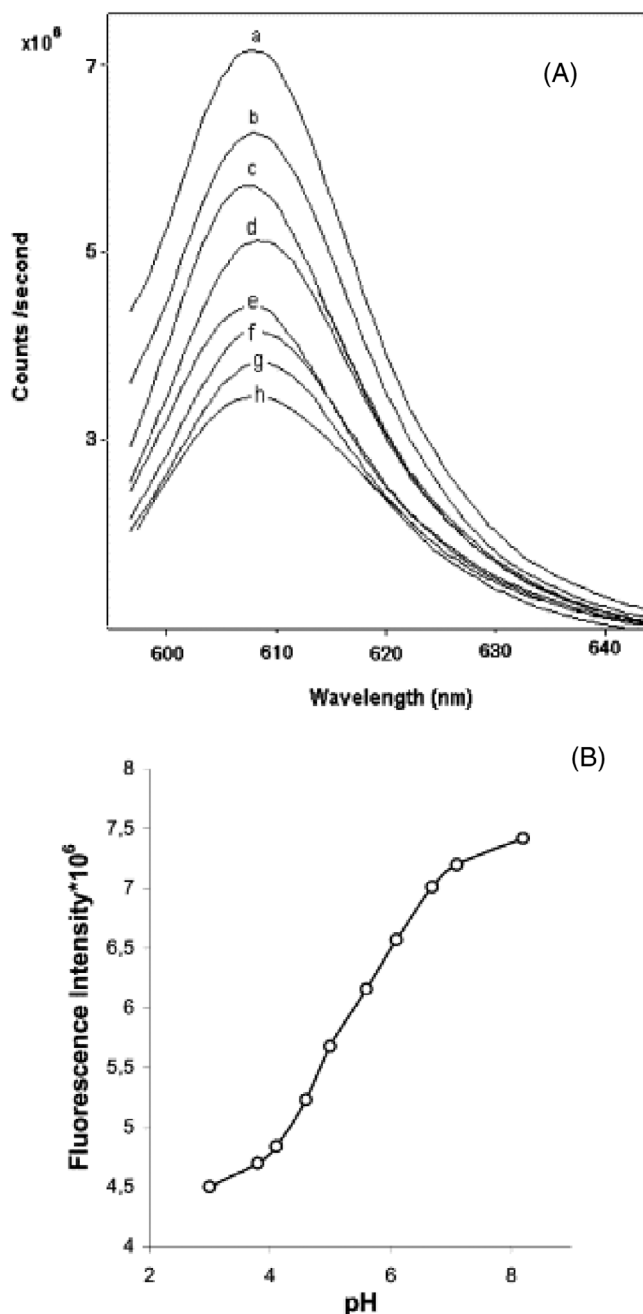 x10⁶
(A)
7
5
3
Counts /second
a
b
c
d
e
f
g
h
600 610 620 630 640
Wavelength (nm)
(B)
8
7,5
7
6,5
6
5,5
5
4,5
4
Fluorescence Intensity*10⁶
2 4 6 8
pH